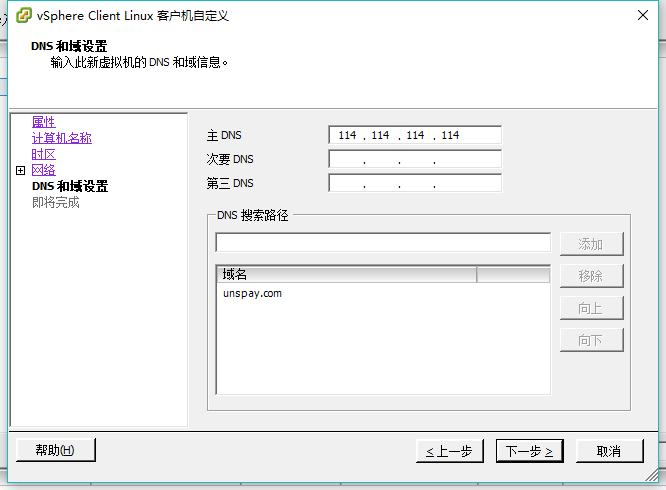 vSphere Client Linux 客户机自定义
DNS 和域设置
输入此新虚拟机的 DNS 和域信息。
属性
计算机名称
时区
网络
DNS 和域设置
即将完成
主 DNS 114 . 114 . 114 . 114
次要 DNS . . .
第三 DNS . . .
DNS 搜索路径
添加
域名
移除
unspay.com
向上
向下
帮助(H)
< 上一步
下一步 >
取消